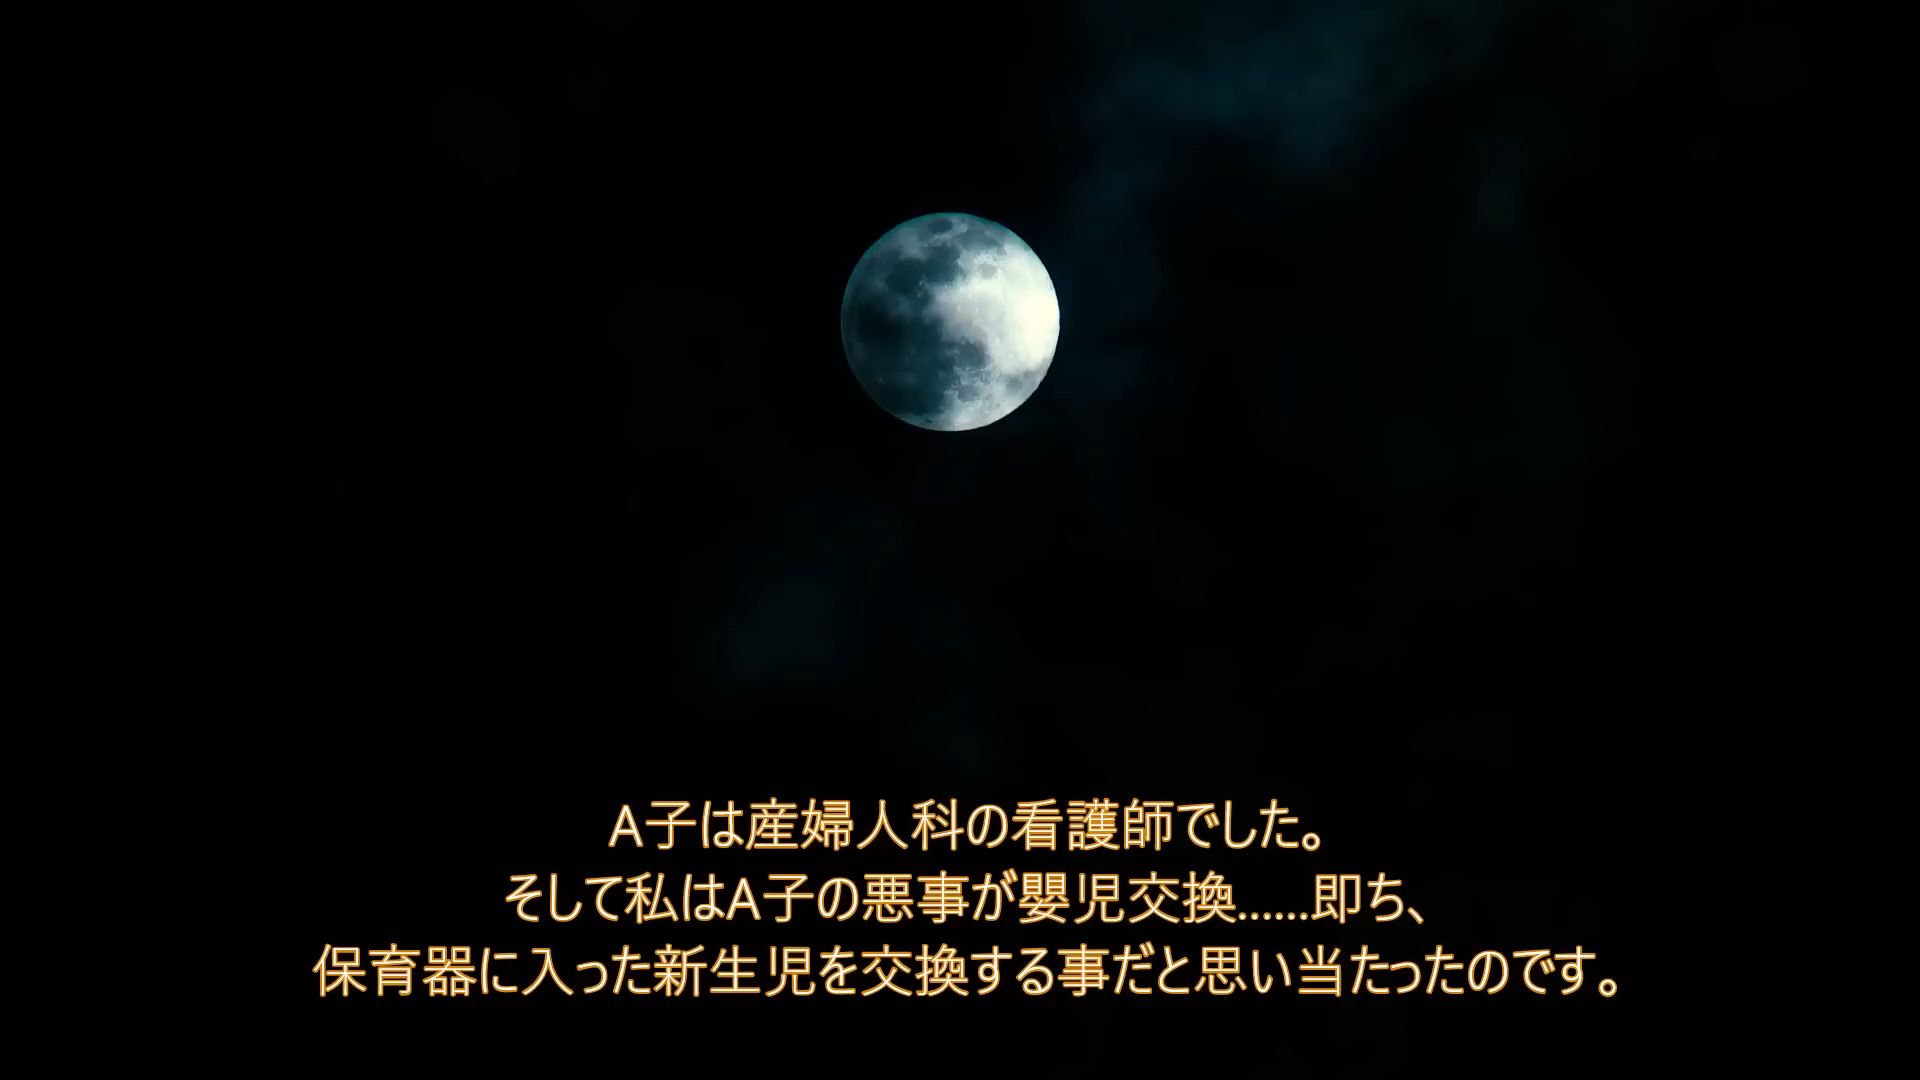 A子は産婦人科の看護師でした。
そして私はA子の悪事が嬰児交換......即ち、
保育器に入った新生児を交換する事だと思い当たったのです。